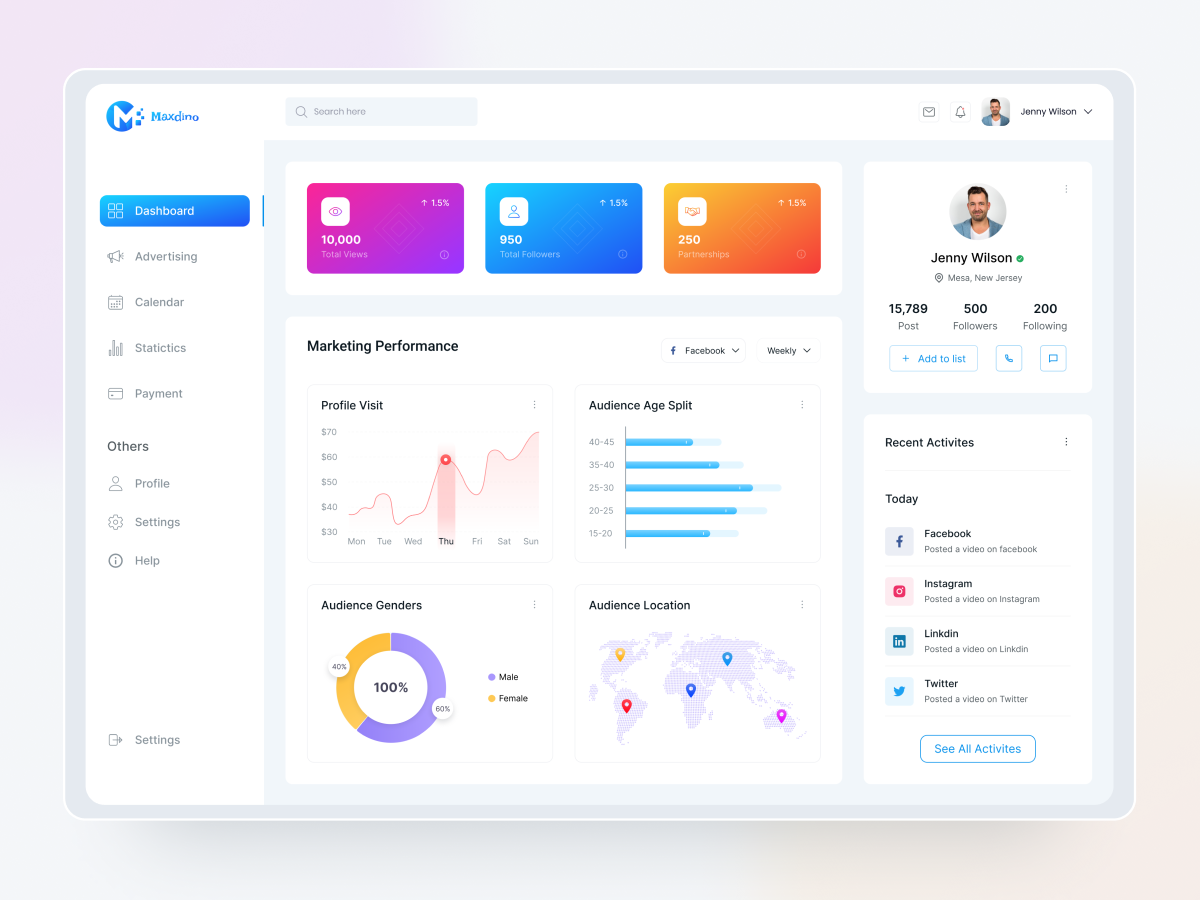 Maxdino
Search here
Jenny Wilson
Dashboard
Advertising
Calendar
Statictics
Payment
Others
Profile
Settings
Help
Settings
↑ 1.5%
10,000
Total Views
↑ 1.5%
950
Total Followers
↑ 1.5%
250
Partnerships
Marketing Performance
Facebook
Weekly
Profile Visit
$70
$60
$50
$40
$30
Mon Tue Wed Thu Fri Sat Sun
Audience Age Split
40-45
35-40
25-30
20-25
15-20
Audience Genders
40%
100%
60%
Male
Female
Audience Location
Jenny Wilson
Mesa, New Jersey
15,789 500 200
Post Followers Following
+ Add to list
Recent Activites
Today
Facebook
Posted a video on facebook
Instagram
Posted a video on Instagram
Linkdin
Posted a video on Linkdin
Twitter
Posted a video on Twitter
See All Activites